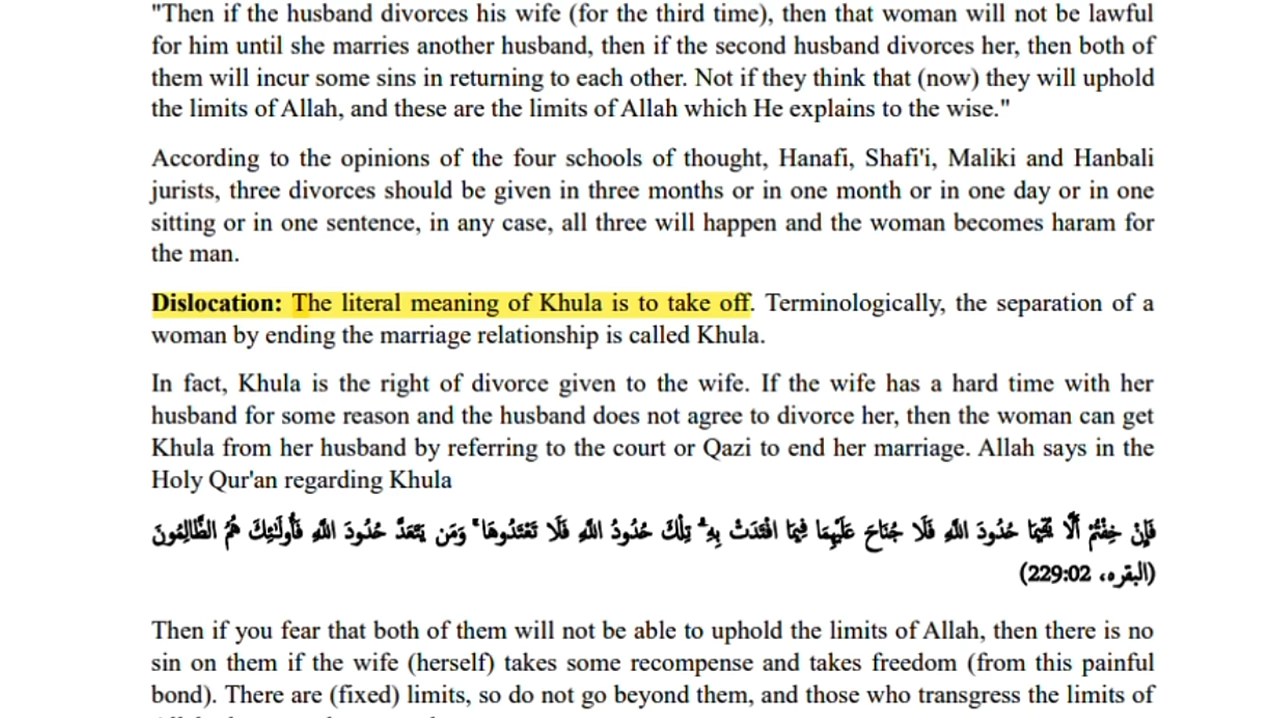 "Then if the husband divorces his wife (for the third time), then that woman will not be lawful
for him until she marries another husband, then if the second husband divorces her, then both of
them will incur some sins in returning to each other. Not if they think that (now) they will uphold
the limits of Allah, and these are the limits of Allah which He explains to the wise."
According to the opinions of the four schools of thought, Hanafi, Shafi'i, Maliki and Hanbali
jurists, three divorces should be given in three months or in one month or in one day or in one
sitting or in one sentence, in any case, all three will happen and the woman becomes haram for
the man.
Dislocation: The literal meaning of Khula is to take off. Terminologically, the separation of a
woman by ending the marriage relationship is called Khula.
In fact, Khula is the right of divorce given to the wife. If the wife has a hard time with her
husband for some reason and the husband does not agree to divorce her, then the woman can get
Khula from her husband by referring to the court or Qazi to end her marriage. Allah says in the
Holy Qur'an regarding Khula
فَإِنْ خِفْتُمْ أَلَّا يُقِيمَا حُدُودَ اللَّهِ فَلَا جُنَاحَ عَلَيْهِمَا فِيمَا افْتَدَتْ بِهِ ۗ تِلْكَ حُدُودُ اللَّهِ فَلَا تَعْتَدُوهَا ۚ وَمَن يَتَعَدَّ حُدُودَ اللَّهِ فَأُولَٰئِكَ هُمُ الظَّالِمُونَ
(البقره، 229:02)
Then if you fear that both of them will not be able to uphold the limits of Allah, then there is no
sin on them if the wife (herself) takes some recompense and takes freedom (from this painful
bond). There are (fixed) limits, so do not go beyond them, and those who transgress the limits of